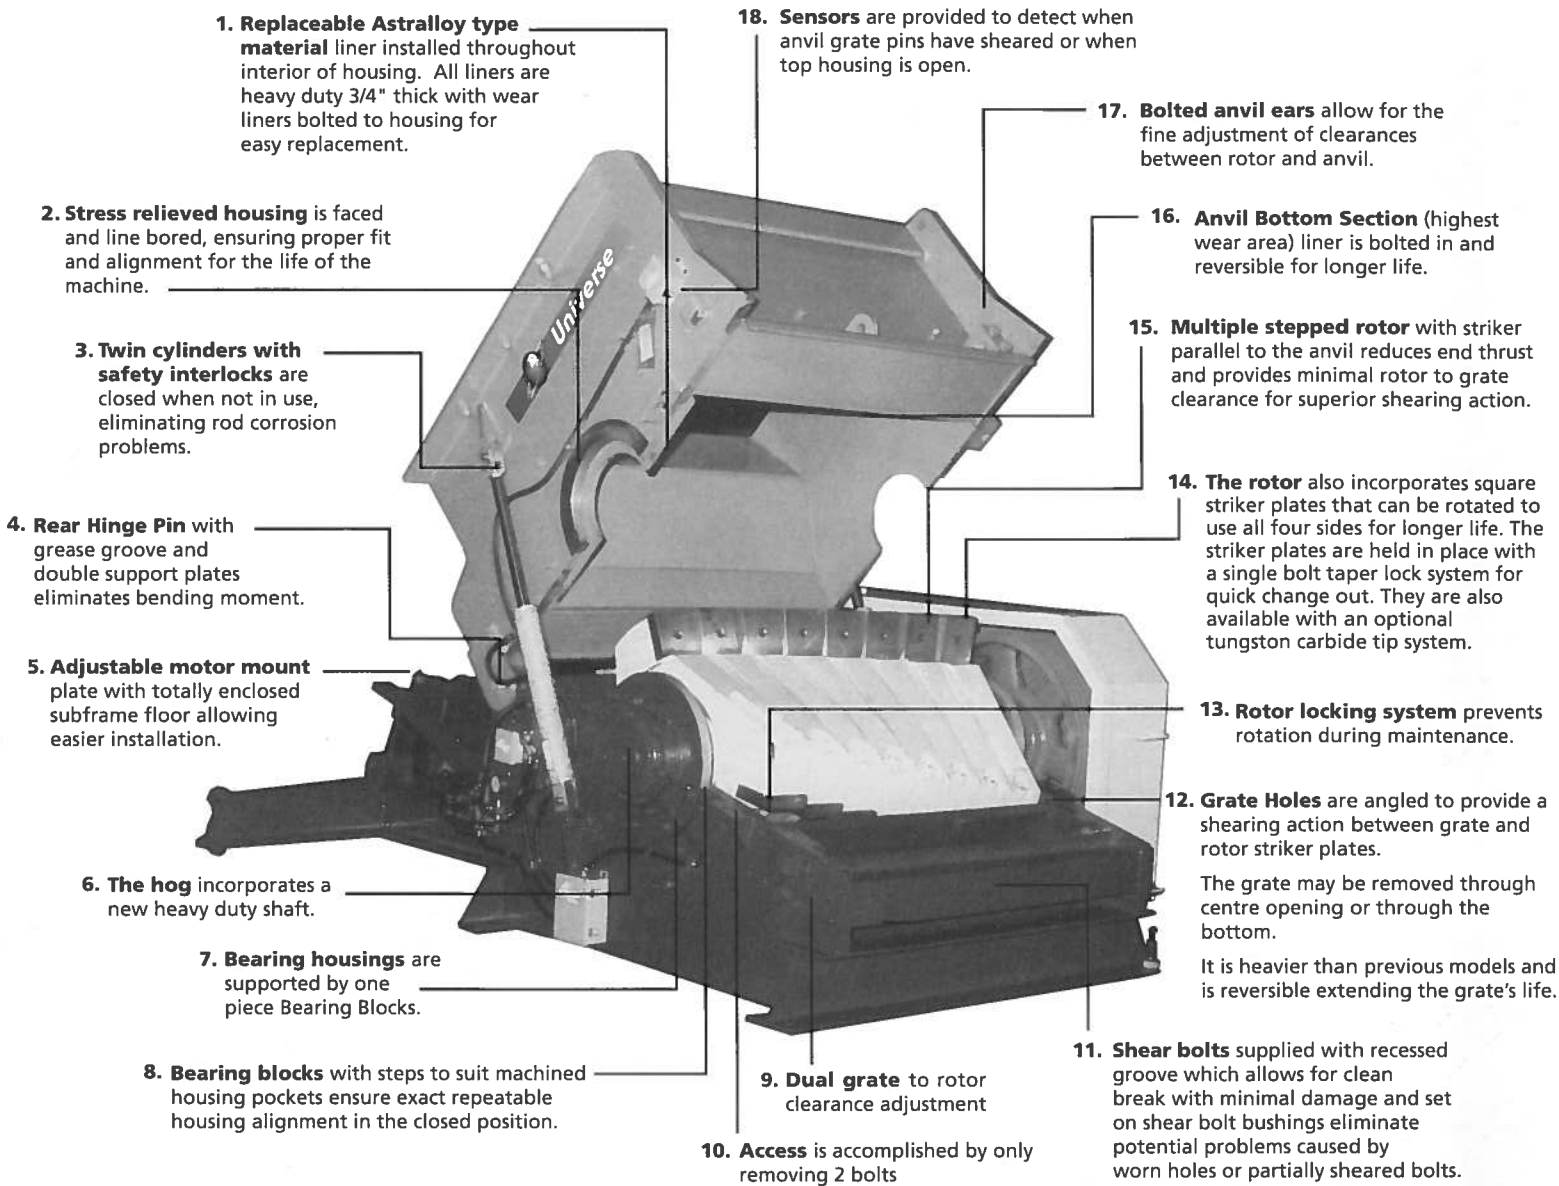 1. Replaceable Astralloy type
material liner installed throughout
interior of housing. All liners are
heavy duty 3/4" thick with wear
liners bolted to housing for
easy replacement.
2. Stress relieved housing is faced
and line bored, ensuring proper fit
and alignment for the life of the
machine.
3. Twin cylinders with
safety interlocks are
closed when not in use,
eliminating rod corrosion
problems.
4. Rear Hinge Pin with
grease groove and
double support plates
eliminates bending moment.
5. Adjustable motor mount
plate with totally enclosed
subframe floor allowing
easier installation.
6. The hog incorporates a
new heavy duty shaft.
7. Bearing housings are
supported by one
piece Bearing Blocks.
8. Bearing blocks with steps to suit machined
housing pockets ensure exact repeatable
housing alignment in the closed position.
9. Dual grate to rotor
clearance adjustment
10. Access is accomplished by only
removing 2 bolts
11. Shear bolts supplied with recessed
groove which allows for clean
break with minimal damage and set
on shear bolt bushings eliminate
potential problems caused by
worn holes or partially sheared bolts.
12. Grate Holes are angled to provide a
shearing action between grate and
rotor striker plates.
The grate may be removed through
centre opening or through the
bottom.
It is heavier than previous models and
is reversible extending the grate's life.
13. Rotor locking system prevents
rotation during maintenance.
14. The rotor also incorporates square
striker plates that can be rotated to
use all four sides for longer life. The
striker plates are held in place with
a single bolt taper lock system for
quick change out. They are also
available with an optional
tungston carbide tip system.
15. Multiple stepped rotor with striker
parallel to the anvil reduces end thrust
and provides minimal rotor to grate
clearance for superior shearing action.
16. Anvil Bottom Section (highest
wear area) liner is bolted in and
reversible for longer life.
17. Bolted anvil ears allow for the
fine adjustment of clearances
between rotor and anvil.
18. Sensors are provided to detect when
anvil grate pins have sheared or when
top housing is open.
Universe